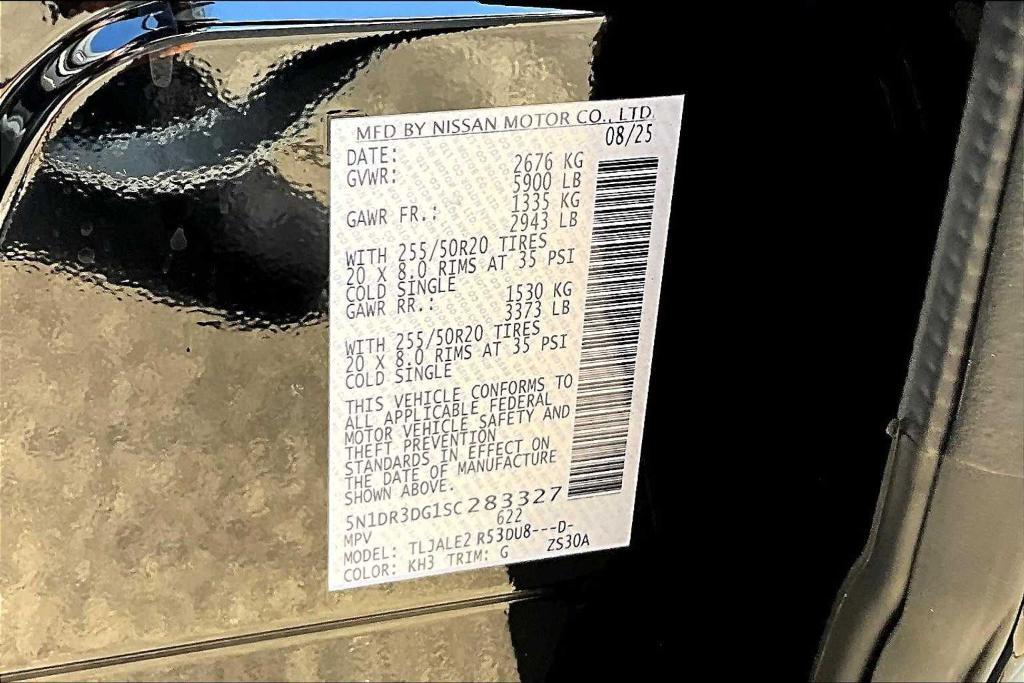 MFD BY NISSAN MOTOR CO., LTD.
DATE: 08/25
GVWR: 2676 KG
5900 LB
GAWR FR.: 1335 KG
2943 LB
WITH 255/50R20 TIRES
20 X 8.0 RIMS AT 35 PSI
COLD SINGLE
GAWR RR.: 1530 KG
3373 LB
WITH 255/50R20 TIRES
20 X 8.0 RIMS AT 35 PSI
COLD SINGLE
THIS VEHICLE CONFORMS TO
ALL APPLICABLE FEDERAL
MOTOR VEHICLE SAFETY AND
THEFT PREVENTION
STANDARDS IN EFFECT ON
THE DATE OF MANUFACTURE
SHOWN ABOVE.
5N1DR3DG1SC283327
MPV 622
MODEL: TLJALE2 R53DU8---D-
COLOR: KH3 TRIM: G ZS30A